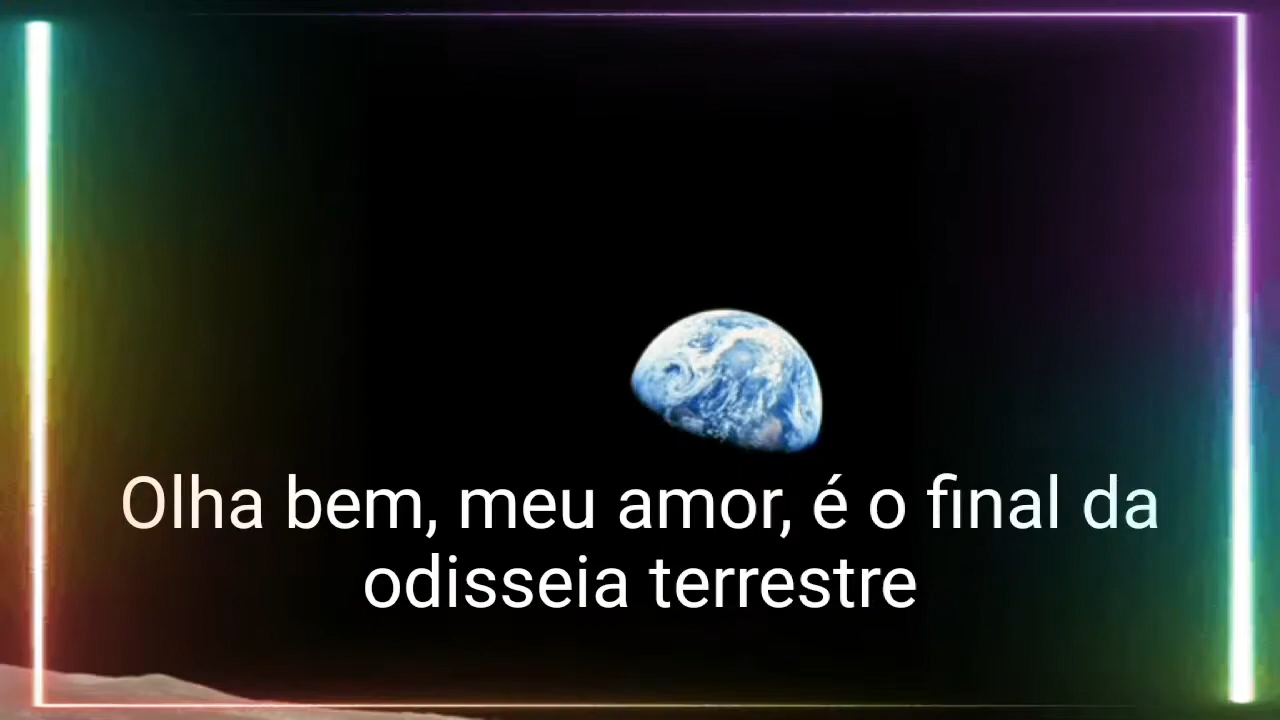 Olha bem, meu amor, é o final da
odisseia terrestre